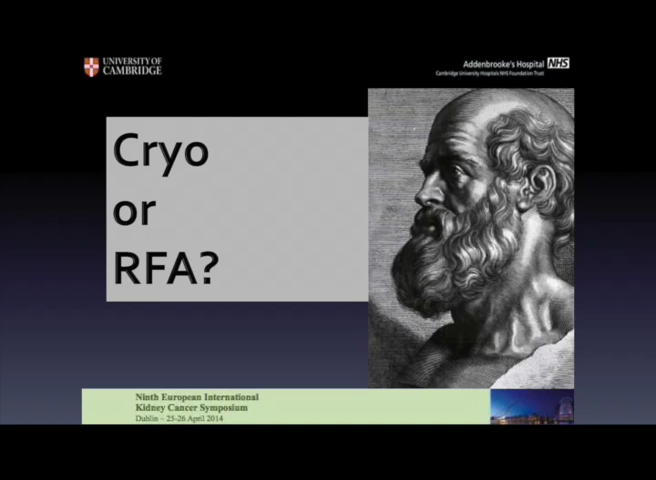 UNIVERSITY OF
CAMBRIDGE
Addenbrooke's Hospital NHS
Cambridge University Hospitals NHS Foundation Trust
Cryo
or
RFA?
Ninth European International
Kidney Cancer Symposium
Dublin – 25-26 April 2014